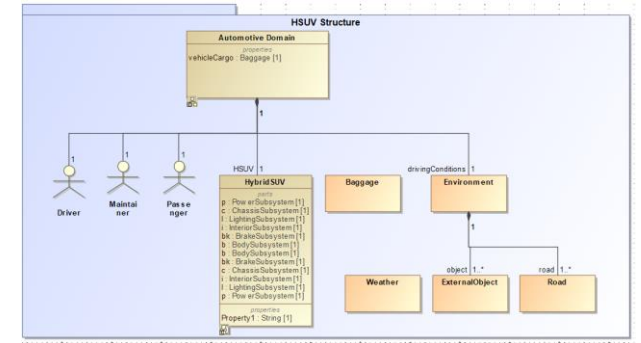 HSUV Structure
Automotive Domain
properties
vehicleCargo : Baggage [1]
1
1
1
1
HSUV 1
drivingConditions 1
Driver
Maintai
ner
Passe
nger
HybridSUV
parts
p : PowerSubsystem [1]
c : ChassisSubsystem [1]
l : LightingSubsystem [1]
i : InteriorSubsystem [1]
bk : BrakeSubsystem [1]
b : BodySubsystem [1]
b : BodySubsystem [1]
bk : BrakeSubsystem [1]
c : ChassisSubsystem [1]
i : InteriorSubsystem [1]
l : LightingSubsystem [1]
p : PowerSubsystem [1]
properties
Property1 : String [1]
Baggage
Environment
1
object 1..*
road 1..*
Weather
ExternalObject
Road